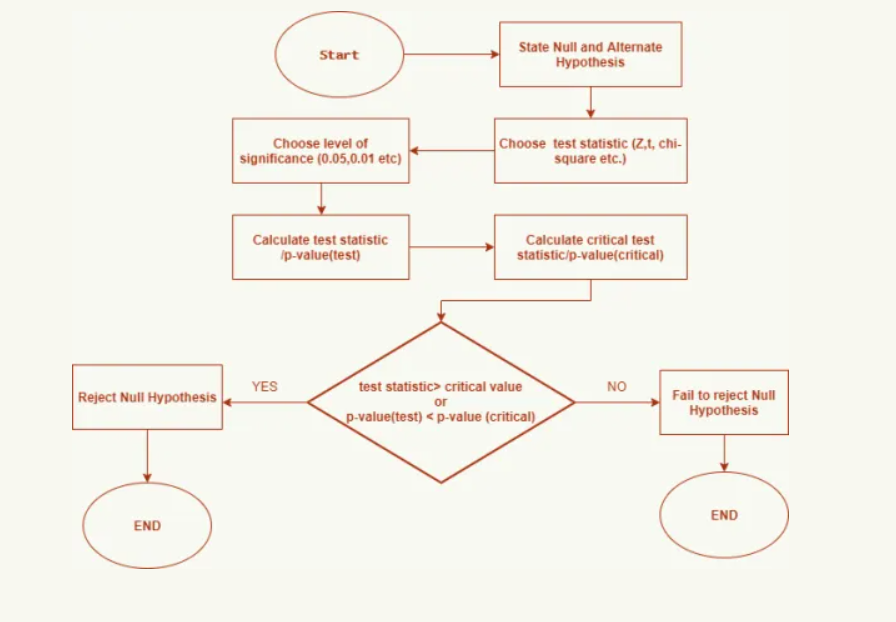 Start
State Null and Alternate
Hypothesis
Choose test statistic (Z,t, chi-
square etc.)
Choose level of
significance (0.05,0.01 etc)
Calculate test statistic
/p-value(test)
Calculate critical test
statistic/p-value(critical)
test statistic> critical value
or
p-value(test) < p-value (critical)
YES
Reject Null Hypothesis
END
NO
Fail to reject Null
Hypothesis
END